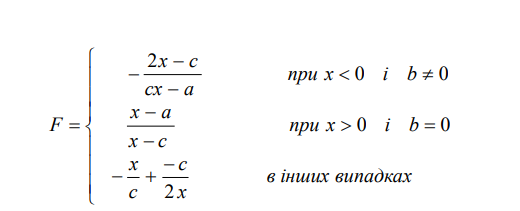 F = { − (2x − c)/(cx − a) при x < 0 і b ≠ 0
(x − a)/(x − c) при x > 0 і b = 0
− x/c + (−c)/(2x) в інших випадках